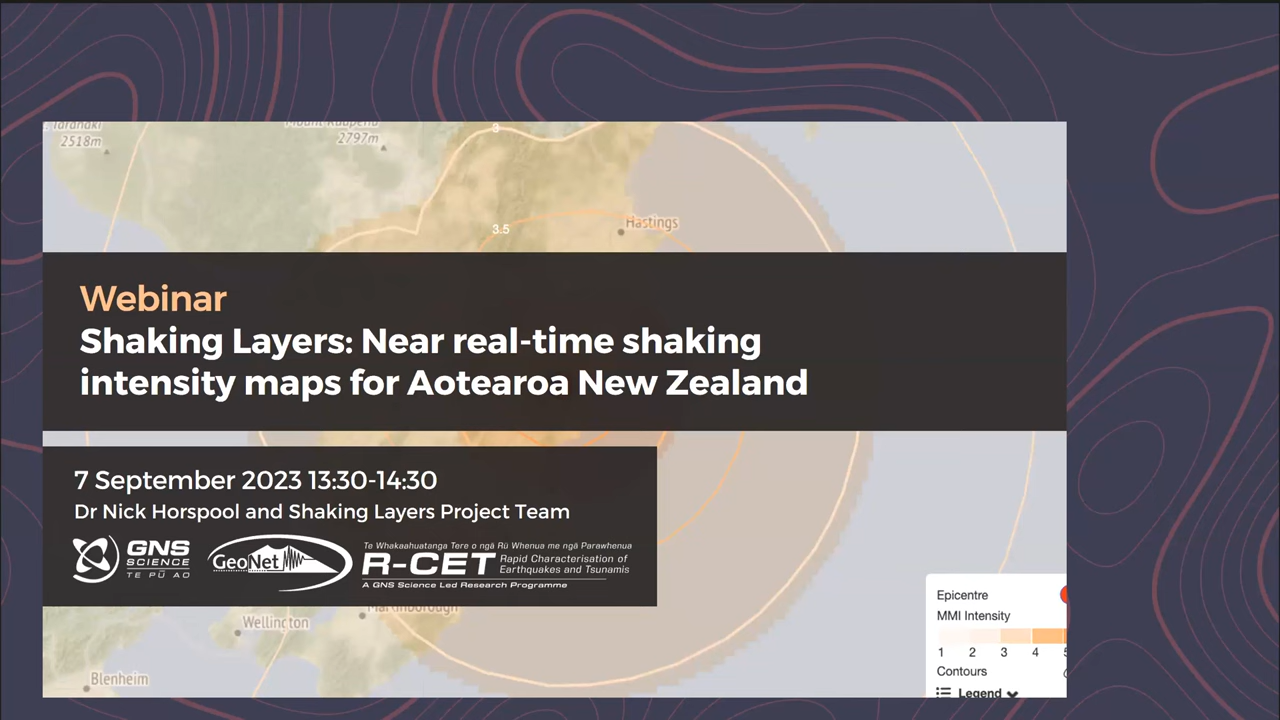 2518m
2797m
3
Hastings
3.5
Webinar
Shaking Layers: Near real-time shaking
intensity maps for Aotearoa New Zealand
7 September 2023 13:30-14:30
Dr Nick Horspool and Shaking Layers Project Team
GNS
SCIENCE
TE PŪ AO
GeoNet
Te Whakaahuatanga Tere o ngā Rū Whenua me ngā Parawhenua
R-CET
Rapid Characterisation of
Earthquakes and Tsunamis
A GNS Science Led Research Programme
Martinborough
Wellington
Blenheim
Epicentre
MMI Intensity
1 2 3 4 5
Contours
Legend